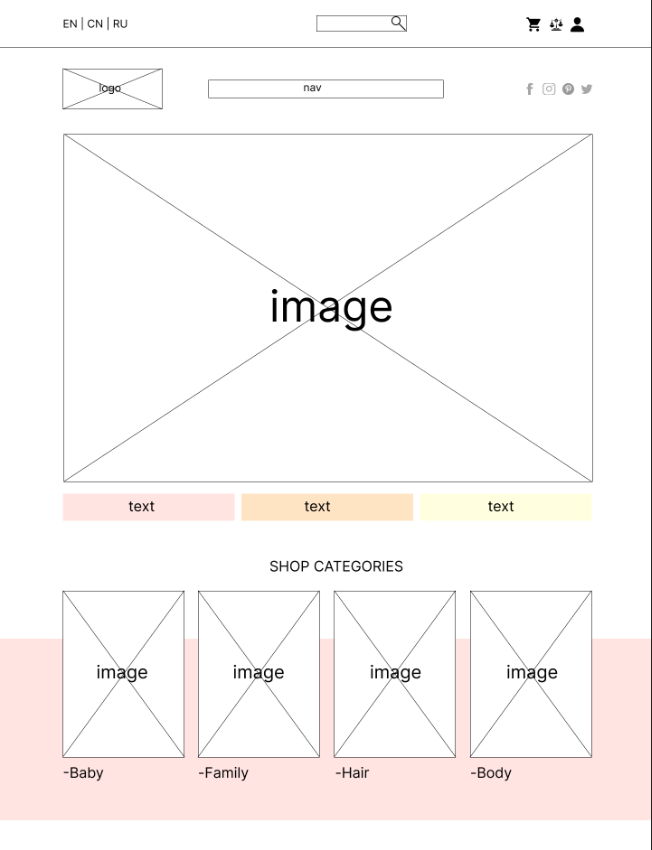 EN | CN | RU
logo
nav
image
text
text
text
SHOP CATEGORIES
image
image
image
image
-Baby
-Family
-Hair
-Body